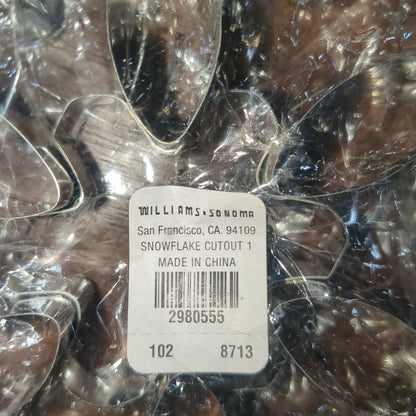 WILLIAMS-SONOMA
San Francisco, CA. 94109
SNOWFLAKE CUTOUT 1
MADE IN CHINA
2980555
102 8713